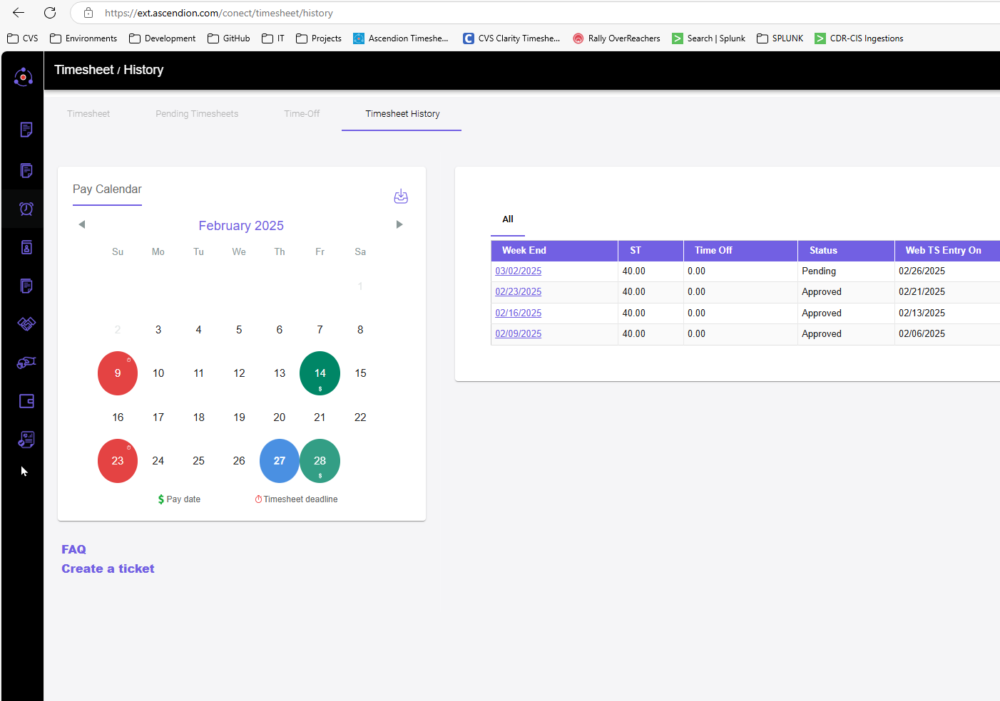 https://ext.ascendion.com/conect/timesheet/history
CVS Environments Development GitHub IT Projects Ascendion Timeshe... CVS Clarity Timeshe... Rally OverReachers Search | Splunk SPLUNK CDR-CIS Ingestions
Timesheet / History
Timesheet Pending Timesheets Time-Off Timesheet History
Pay Calendar
February 2025
Su Mo Tu We Th Fr Sa
1
2 3 4 5 6 7 8
9 10 11 12 13 14 15
$
16 17 18 19 20 21 22
23 24 25 26 27 28
$
$ Pay date Timesheet deadline
FAQ
Create a ticket
All
Week End ST Time Off Status Web TS Entry On
03/02/2025 40.00 0.00 Pending 02/26/2025
02/23/2025 40.00 0.00 Approved 02/21/2025
02/16/2025 40.00 0.00 Approved 02/13/2025
02/09/2025 40.00 0.00 Approved 02/06/2025